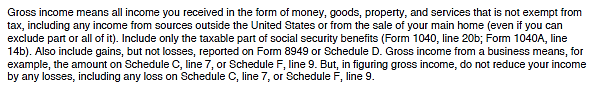 Gross income means all income you received in the form of money, goods, property, and services that is not exempt from
tax, including any income from sources outside the United States or from the sale of your main home (even if you can
exclude part or all of it). Include only the taxable part of social security benefits (Form 1040, line 20b; Form 1040A, line
14b). Also include gains, but not losses, reported on Form 8949 or Schedule D. Gross income from a business means, for
example, the amount on Schedule C, line 7, or Schedule F, line 9. But, in figuring gross income, do not reduce your income
by any losses, including any loss on Schedule C, line 7, or Schedule F, line 9.